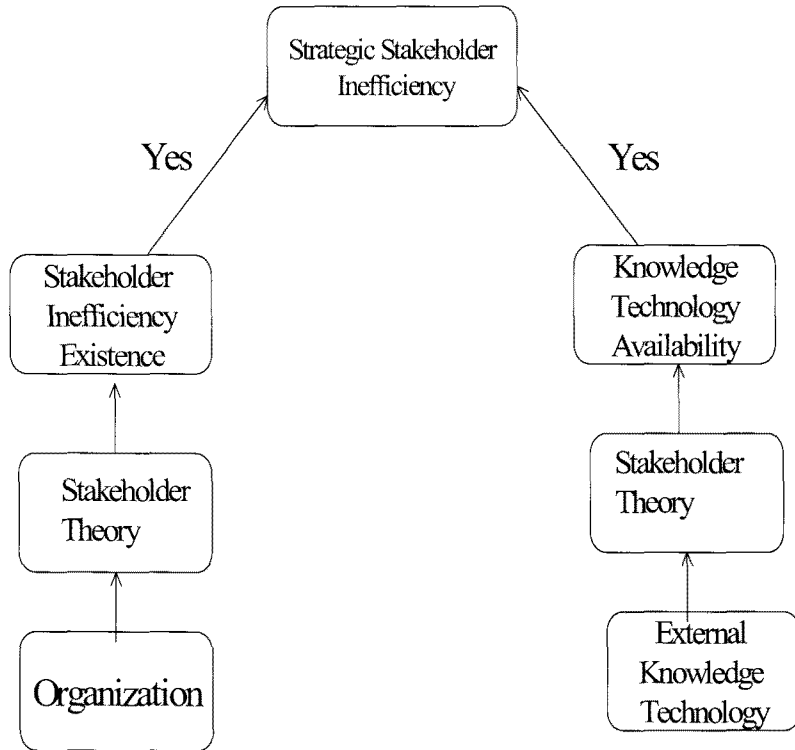 Strategic Stakeholder
Inefficiency
Yes
Yes
Stakeholder
Inefficiency
Existence
Knowledge
Technology
Availability
Stakeholder
Theory
Stakeholder
Theory
Organization
External
Knowledge
Technology